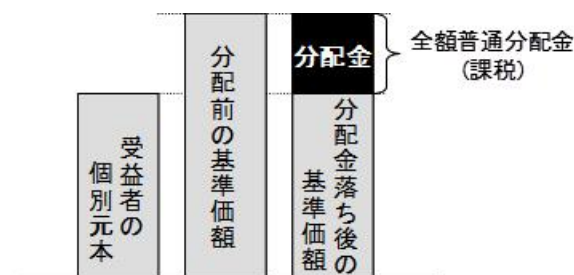 受益者の
個別元本
分配前の基準価額
分配金
分配金落ち後の
基準価額
全額普通分配金
(課税)